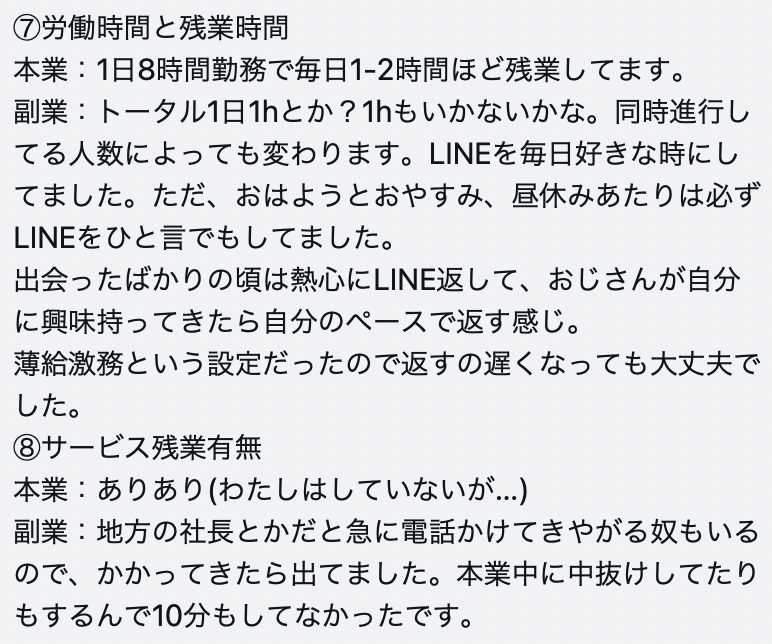 ⑦労働時間と残業時間
本業：1日8時間勤務で毎日1-2時間ほど残業してます。
副業：トータル1日1hとか？1hもいかないかな。同時進行し
てる人数によっても変わります。LINEを毎日好きな時にし
てました。ただ、おはようとおやすみ、昼休みあたりは必ず
LINEをひと言でもしてました。
出会ったばかりの頃は熱心にLINE返して、おじさんが自分
に興味持ってきたら自分のペースで返す感じ。
薄給激務という設定だったので返すの遅くなっても大丈夫で
した。
⑧サービス残業有無
本業：ありあり(わたしはしていないが...)
副業：地方の社長とかだと急に電話かけてきやがる奴もいる
ので、かかってきたら出てました。本業中に中抜けしてたり
もするんで10分もしてなかったです。